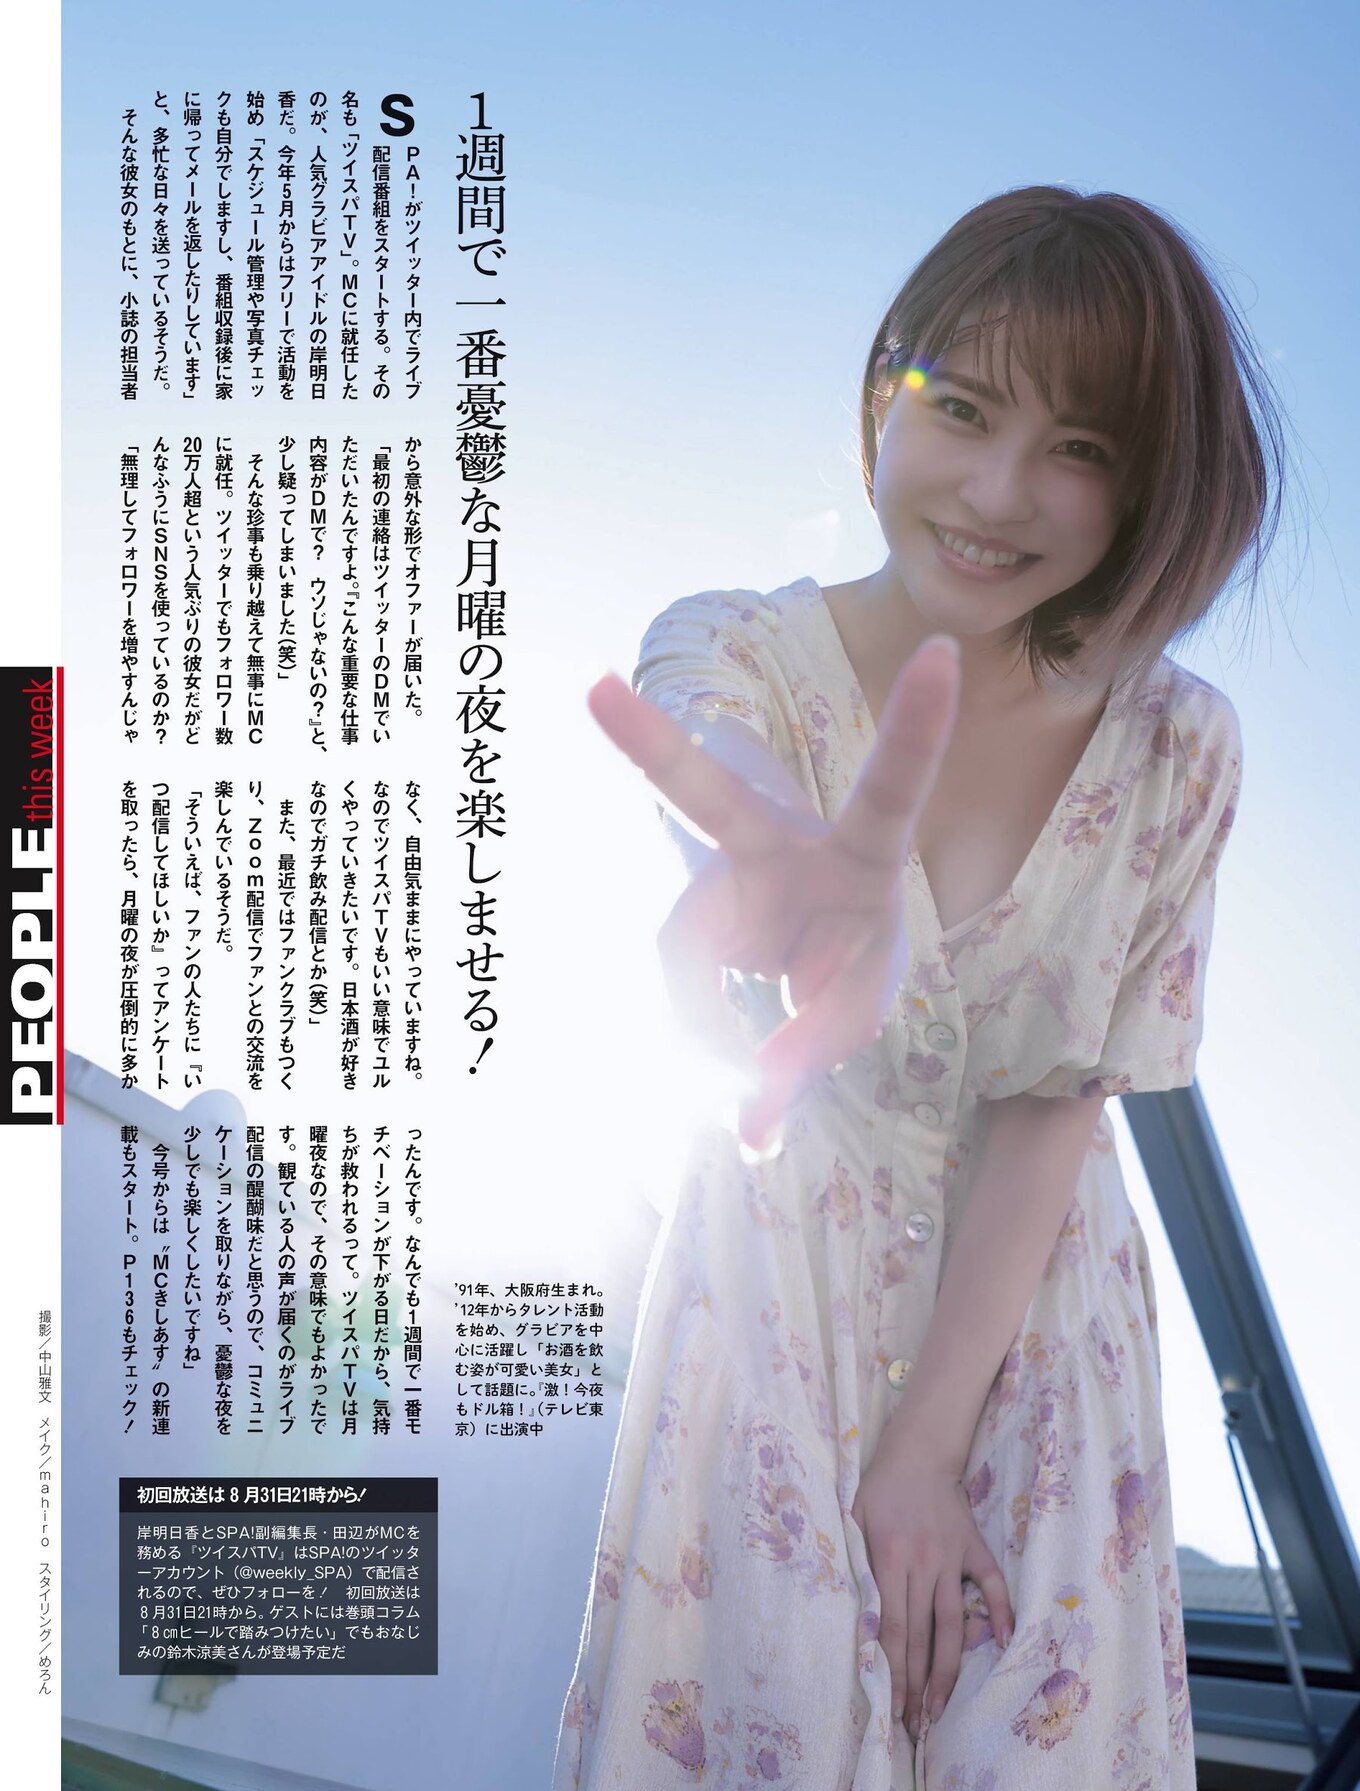 PEOPLE this week
1週間で一番憂鬱な月曜の夜を楽しませる!
SPA!がツイッター内でライブ
配信番組をスタートする。その
名も「ツイスパTV」。MCに就任した
のが、人気グラビアアイドルの岸明日
香だ。今年5月からはフリーで活動を
始め「スケジュール管理や写真チェッ
クも自分でしますし、番組収録後に家
に帰ってメールを返したりしています」
と、多忙な日々を送っているそうだ。
そんな彼女のもとに、小誌の担当者
から意外な形でオファーが届いた。
「最初の連絡はツイッターのDMでい
ただいたんですよ。『こんな重要な仕事
内容がDMで? ウソじゃないの?』と、
少し疑ってしまいました(笑)」
そんな珍事も乗り越えて無事にMC
に就任。ツイッターでもフォロワー数
20万人超という人気ぶりの彼女だがど
んなふうにSNSを使っているのか?
「無理してフォロワーを増やすんじゃ
なく、自由気ままにやっていますね。
なのでツイスパTVもいい意味でユル
くやっていきたいです。日本酒が好き
なのでガチ飲み配信とか(笑)」
また、最近ではファンクラブもつく
り、Zoom配信でファンとの交流を
楽しんでいるそうだ。
「そういえば、ファンの人たちに『い
つ配信してほしいか』ってアンケート
を取ったら、月曜の夜が圧倒的に多か
ったんです。なんでも1週間で一番モ
チベーションが下がる日だから、気持
ちが救われるって。ツイスパTVは月
曜夜なので、その意味でもよかったで
す。観ている人の声が届くのがライブ
配信の醍醐味だと思うので、コミュニ
ケーションを取りながら、憂鬱な夜を
少しでも楽しくしたいですね」
今号からは〝MCきしあす〟の新連
載もスタート。P136もチェック!
'91年、大阪府生まれ。
'12年からタレント活動
を始め、グラビアを中
心に活躍し「お酒を飲
む姿が可愛い美女」と
して話題に。『激!今夜
もドル箱!』(テレビ東
京)に出演中
初回放送は8月31日21時から!
岸明日香とSPA!副編集長・田辺がMCを
務める『ツイスパTV』はSPA!のツイッタ
ーアカウント(@weekly_SPA)で配信さ
れるので、ぜひフォローを! 初回放送は
8月31日21時から。ゲストには巻頭コラム
「8㎝ヒールで踏みつけたい」でもおなじ
みの鈴木涼美さんが登場予定だ
撮影/中山雅文 メイク/mahiro スタイリング/めろん